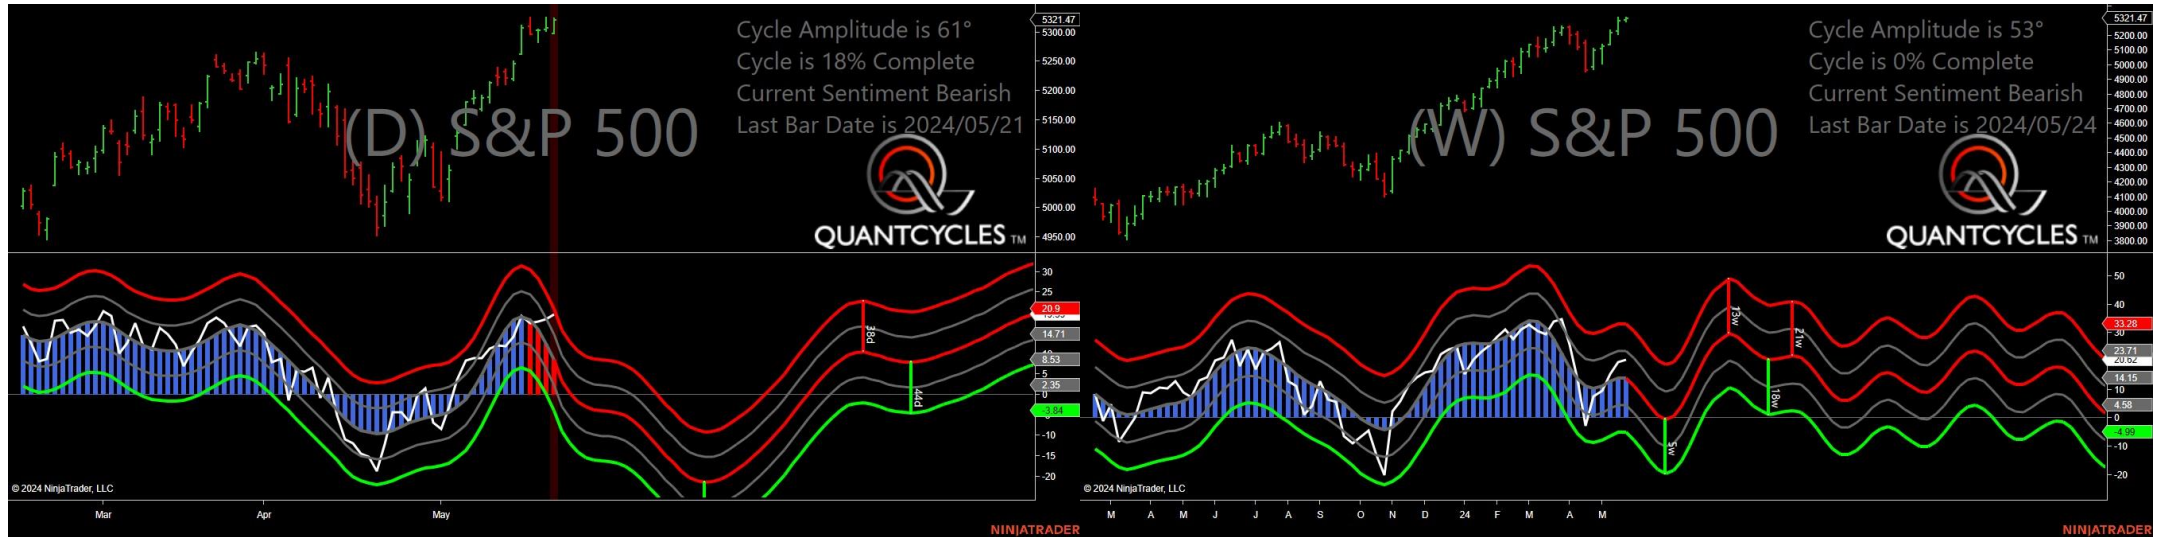 Cycle Amplitude is 61°
Cycle is 18% Complete
Current Sentiment Bearish
Last Bar Date is 2024/05/21
(D) S&P 500
QUANTCYCLES TM
5321.47
5300.00
5250.00
5200.00
5150.00
5100.00
5050.00
5000.00
4950.00
30
25
20.9
14.71
8.53
5
2.35
0
-3.84
-10
-15
-20
38d
44d
© 2024 NinjaTrader, LLC
Mar Apr May
NINJATRADER
Cycle Amplitude is 53°
Cycle is 0% Complete
Current Sentiment Bearish
Last Bar Date is 2024/05/24
(W) S&P 500
QUANTCYCLES TM
5321.47
5200.00
5100.00
5000.00
4900.00
4800.00
4700.00
4600.00
4500.00
4400.00
4300.00
4200.00
4100.00
4000.00
3900.00
3800.00
50
40
33.28
30
23.71
20.62
14.15
10
4.58
0
-4.99
-10
-20
5w
13w
18w
21w
© 2024 NinjaTrader, LLC
M A M J J A S O N D 24 F M A M
NINJATRADER